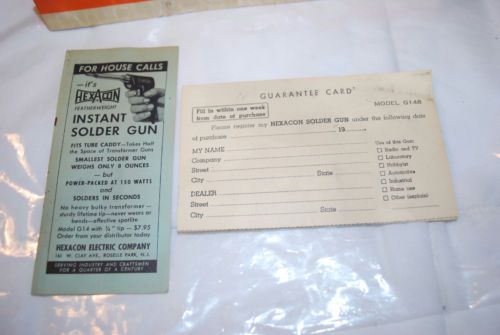 FOR HOUSE CALLS
— it's
HEXACON
FEATHERWEIGHT
INSTANT
SOLDER GUN
FITS TUBE CADDY—Takes Half
the Space of Transformer Guns
SMALLEST SOLDER GUN
WEIGHS ONLY 8 OUNCES
— but
POWER-PACKED AT 150 WATTS
and
SOLDERS IN SECONDS
No heavy bulky transformer —
sturdy lifetime tip—never wears or
bends—effective spotlite
Model G14 with ¼" tip — $7.95
Order from your distributor today
HEXACON ELECTRIC COMPANY
161 W. CLAY AVE., ROSELLE PARK, N.J.
SERVING INDUSTRY AND CRAFTSMEN
FOR A QUARTER OF A CENTURY
GUARANTEE CARD
MODEL G14B
Fill in within one week
from date of purchase
Please register my HEXACON SOLDER GUN under the following date
of purchase 19
MY NAME
Company
Street
City State
DEALER
Street
City State
Use of this Gun:
Radio and TV
Laboratory
Hobbyist
Automotive
Industrial
Home use
Other (explain)